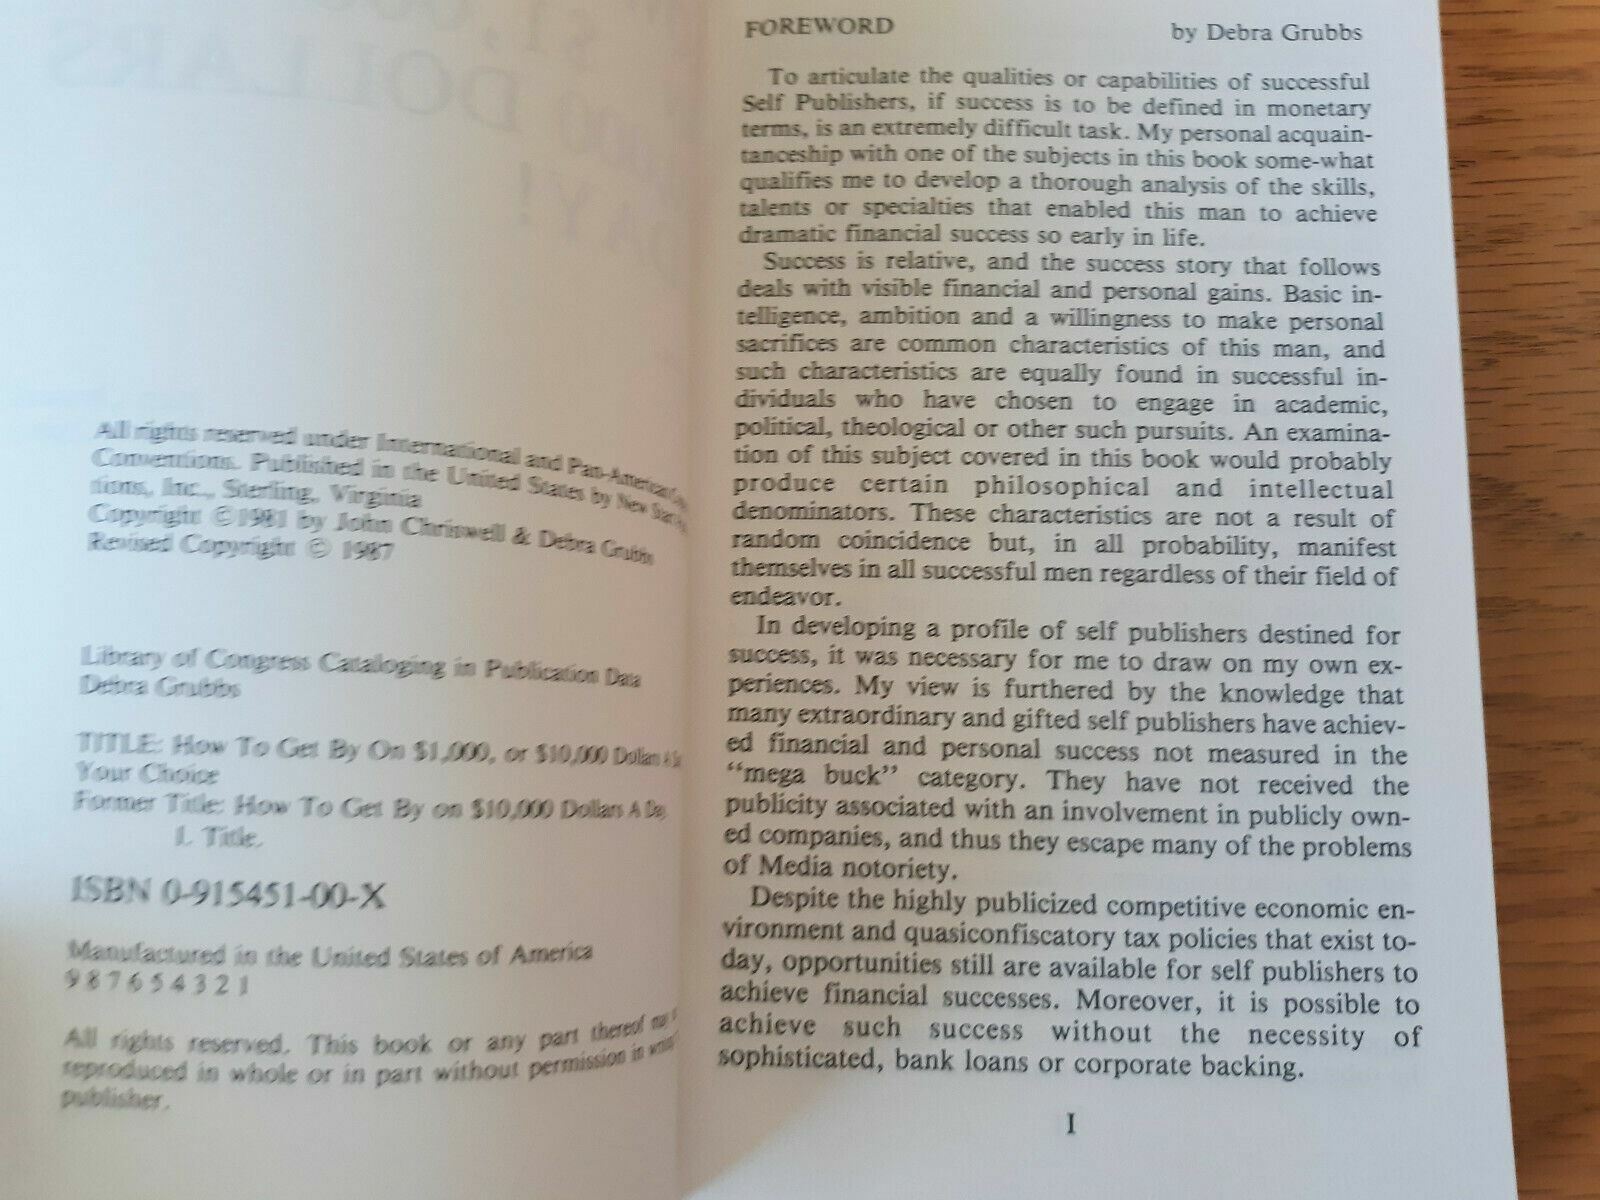 All rights reserved under International and Pan-American
Conventions. Published in the United States by New Star
tions, Inc., Sterling, Virginia
Copyright ©1981 by John Chriswell & Debra Grubbs
Revised Copyright © 1987
Library of Congress Cataloging in Publication Data
Debra Grubbs
TITLE: How To Get By On $1,000, or $10,000 Dollars A
Your Choice
Former Title: How To Get By on $10,000 Dollars A Day
I. Title.
ISBN 0-915451-00-X
Manufactured in the United States of America
9 8 7 6 5 4 3 2 1
All rights reserved. This book or any part thereof
reproduced in whole or in part without permission in
publisher.
FOREWORD by Debra Grubbs
To articulate the qualities or capabilities of successful
Self Publishers, if success is to be defined in monetary
terms, is an extremely difficult task. My personal acquain-
tanceship with one of the subjects in this book some-what
qualifies me to develop a thorough analysis of the skills,
talents or specialties that enabled this man to achieve
dramatic financial success so early in life.
Success is relative, and the success story that follows
deals with visible financial and personal gains. Basic in-
telligence, ambition and a willingness to make personal
sacrifices are common characteristics of this man, and
such characteristics are equally found in successful in-
dividuals who have chosen to engage in academic,
political, theological or other such pursuits. An examina-
tion of this subject covered in this book would probably
produce certain philosophical and intellectual
denominators. These characteristics are not a result of
random coincidence but, in all probability, manifest
themselves in all successful men regardless of their field of
endeavor.
In developing a profile of self publishers destined for
success, it was necessary for me to draw on my own ex-
periences. My view is furthered by the knowledge that
many extraordinary and gifted self publishers have achiev-
ed financial and personal success not measured in the
"mega buck" category. They have not received the
publicity associated with an involvement in publicly own-
ed companies, and thus they escape many of the problems
of Media notoriety.
Despite the highly publicized competitive economic en-
vironment and quasiconfiscatory tax policies that exist to-
day, opportunities still are available for self publishers to
achieve financial successes. Moreover, it is possible to
achieve such success without the necessity of
sophisticated, bank loans or corporate backing.
I